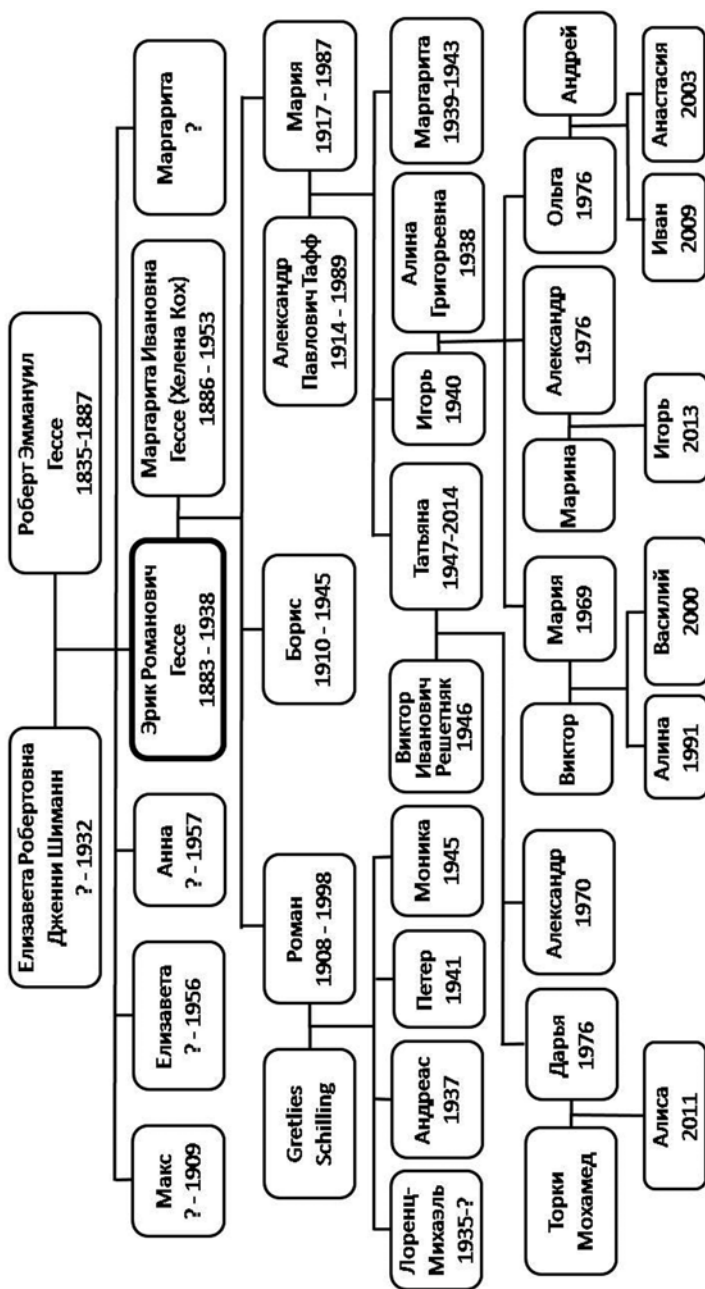 Елизавета Робертовна
Дженни Шиманн
? - 1932
Роберт Эммануил
Гессе
1835-1887
Макс
? - 1909
Елизавета
? - 1956
Анна
? - 1957
Эрик Романович
Гессе
1883 - 1938
Маргарита Ивановна
Гессе (Хелена Кох)
1886 - 1953
Маргарита
?
Gretlies
Schilling
Роман
1908 - 1998
Борис
1910 - 1945
Александр
Павлович Тафф
1914 - 1989
Мария
1917 - 1987
Лоренц-
Михаэль
1935-?
Андреас
1937
Петер
1941
Моника
1945
Виктор
Иванович
Решетняк
1946
Татьяна
1947-2014
Игорь
1940
Алина
Григорьевна
1938
Маргарита
1939-1943
Торки
Мохамед
Дарья
1976
Александр
1970
Виктор
Мария
1969
Марина
Александр
1976
Ольга
1976
Андрей
Алиса
2011
Алина
1991
Василий
2000
Игорь
2013
Иван
2009
Анастасия
2003